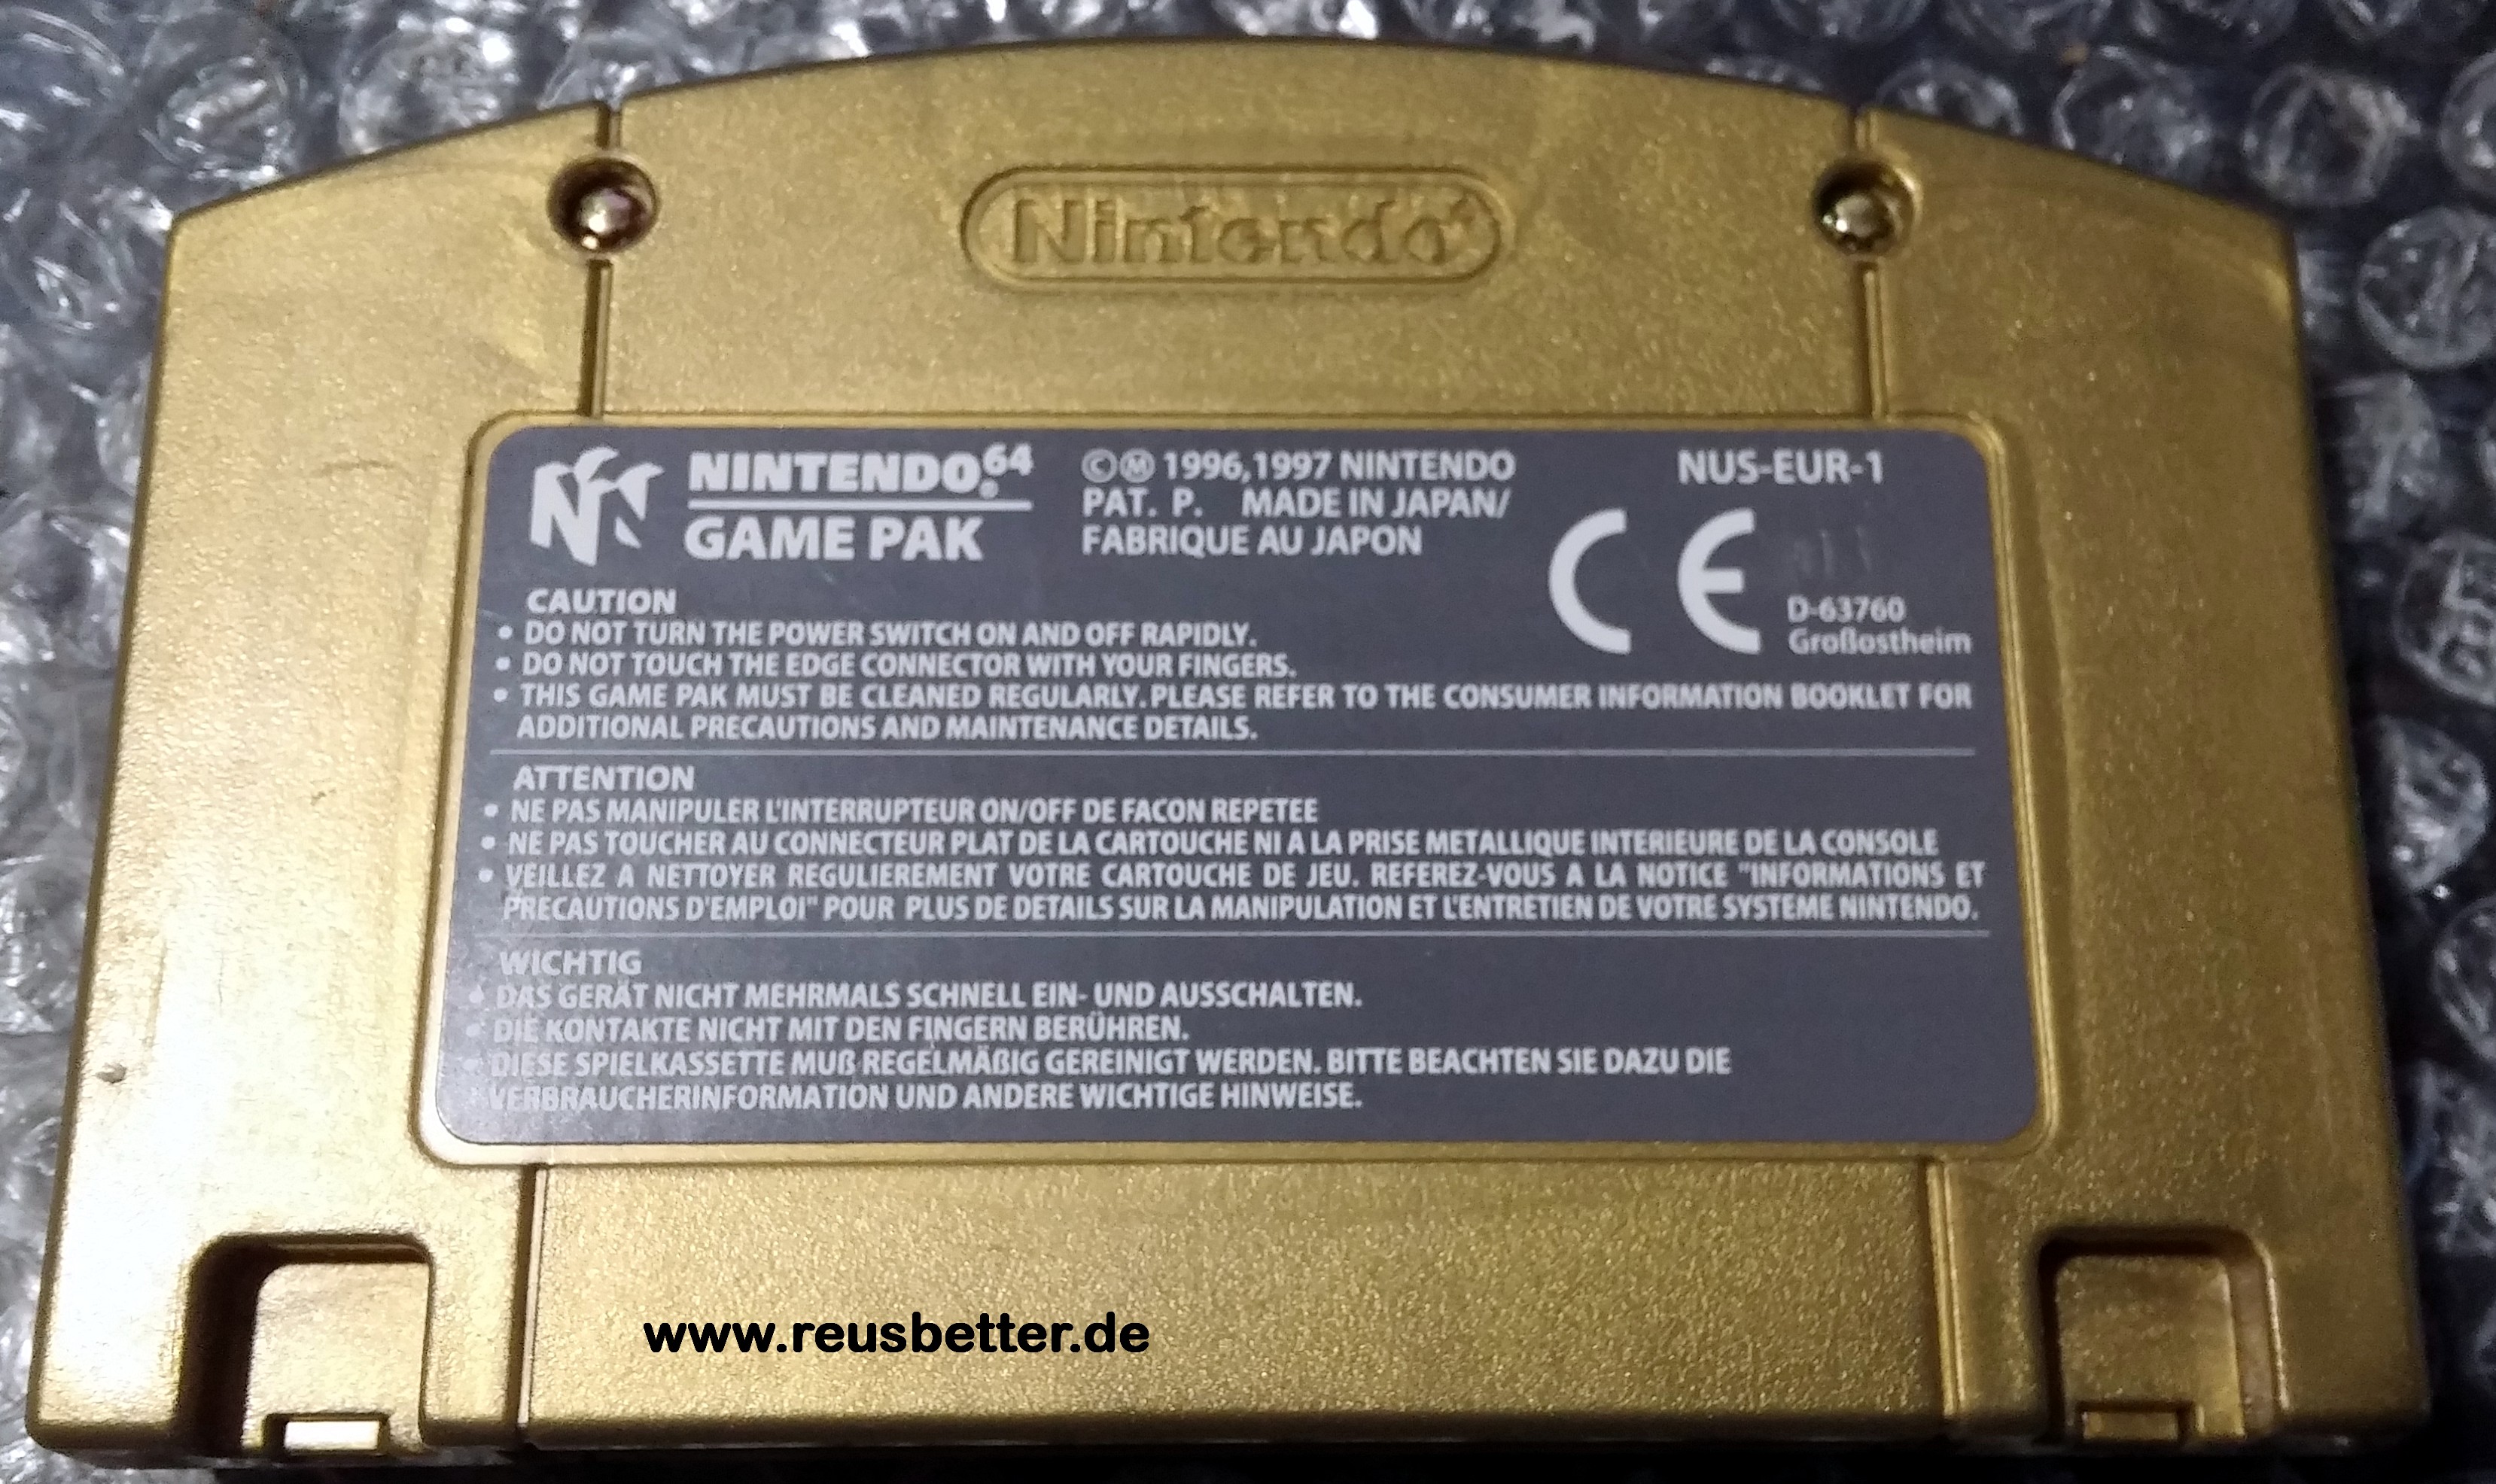 Nintendo
NINTENDO 64
GAME PAK
©Ⓜ 1996,1997 NINTENDO
PAT. P. MADE IN JAPAN/
FABRIQUE AU JAPON
NUS-EUR-1
CE
D-63760
Großostheim
CAUTION
• DO NOT TURN THE POWER SWITCH ON AND OFF RAPIDLY.
• DO NOT TOUCH THE EDGE CONNECTOR WITH YOUR FINGERS.
• THIS GAME PAK MUST BE CLEANED REGULARLY. PLEASE REFER TO THE CONSUMER INFORMATION BOOKLET FOR
ADDITIONAL PRECAUTIONS AND MAINTENANCE DETAILS.
ATTENTION
• NE PAS MANIPULER L'INTERRUPTEUR ON/OFF DE FACON REPETEE
• NE PAS TOUCHER AU CONNECTEUR PLAT DE LA CARTOUCHE NI A LA PRISE METALLIQUE INTERIEURE DE LA CONSOLE
• VEILLEZ A NETTOYER REGULIEREMENT VOTRE CARTOUCHE DE JEU. REFEREZ-VOUS A LA NOTICE "INFORMATIONS ET
PRECAUTIONS D'EMPLOI" POUR PLUS DE DETAILS SUR LA MANIPULATION ET L'ENTRETIEN DE VOTRE SYSTEME NINTENDO.
WICHTIG
• DAS GERÄT NICHT MEHRMALS SCHNELL EIN- UND AUSSCHALTEN.
• DIE KONTAKTE NICHT MIT DEN FINGERN BERÜHREN.
• DIESE SPIELKASSETTE MUß REGELMÄßIG GEREINIGT WERDEN. BITTE BEACHTEN SIE DAZU DIE
VERBRAUCHERINFORMATION UND ANDERE WICHTIGE HINWEISE.
www.reusbetter.de